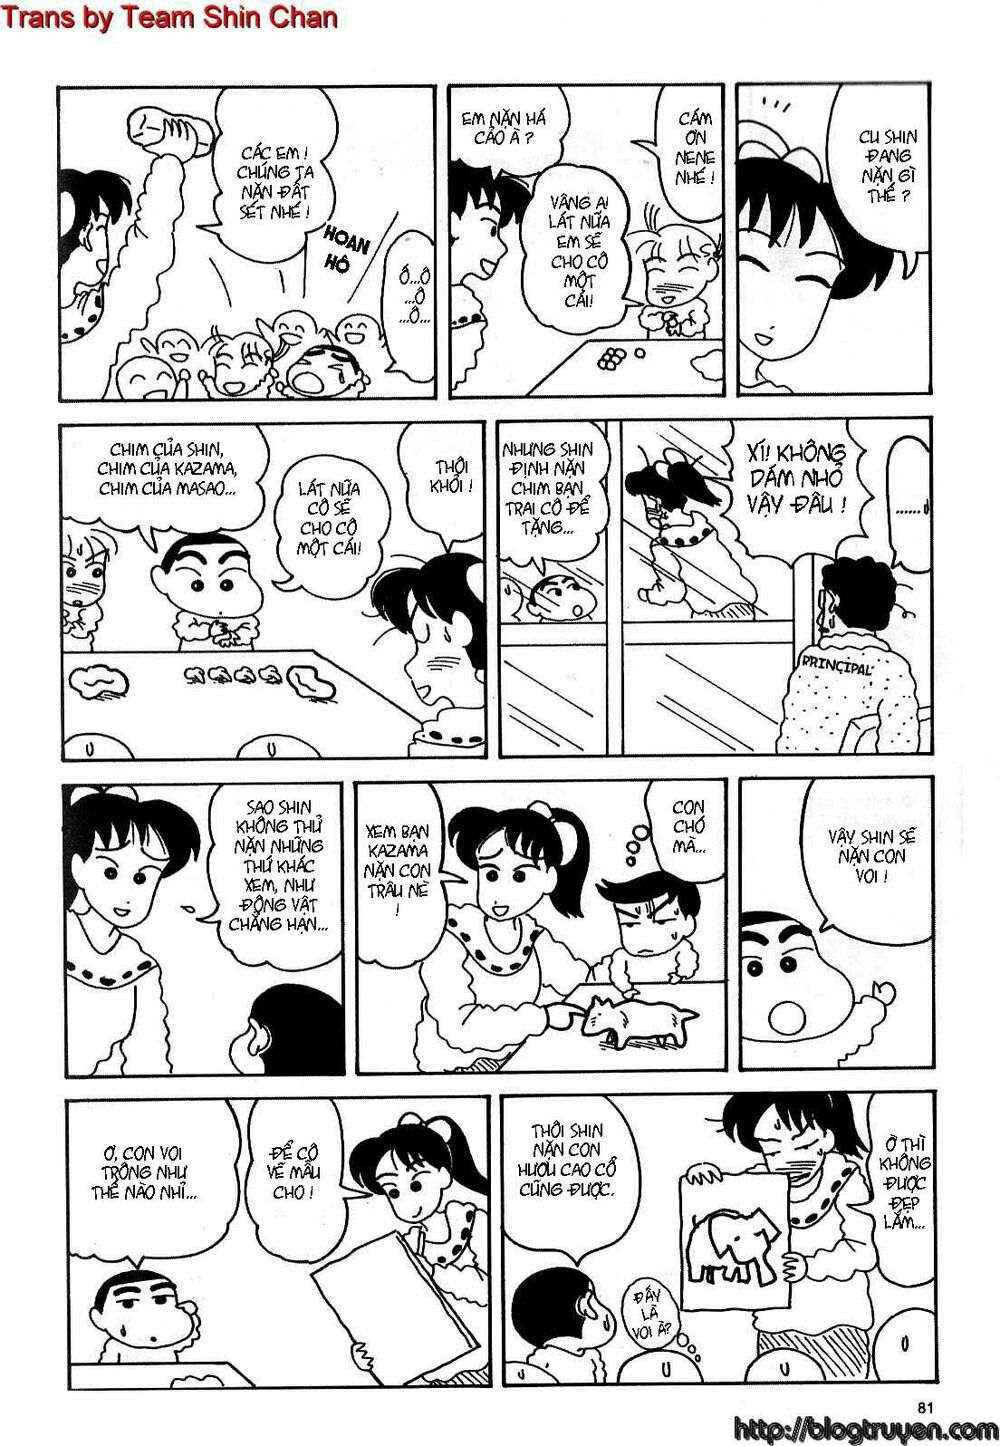 Trans by Team Shin Chan
CÁC EM !
CHÚNG TA
NẶN ĐẤT
SÉT NHÉ !
HOAN
HÔ
Ồ...Ô
...Ô
...Ô...
EM NẶN HÁ
CẢO À ?
VÂNG Ạ!
LÁT NỮA
EM SẼ
CHO CÔ
MỘT
CÁI!
CÁM
ƠN
NENE
NHÉ !
CU SHIN
ĐANG
NẶN GÌ
THẾ ?
CHIM CỦA SHIN,
CHIM CỦA KAZAMA,
CHIM CỦA MASAO...
LÁT NỮA
CÔ SẼ
CHO CÔ
MỘT CÁI!
THÔI
KHỎI !
NHƯNG SHIN
ĐỊNH NẶN
CHIM BẠN
TRAI CÔ ĐỂ
TẶNG...
XÍ! KHÔNG
DÁM NHỎ
VẬY ĐÂU !
......
PRINCIPAL
SAO SHIN
KHÔNG THỬ
NẶN NHỮNG
THỨ KHÁC
XEM, NHƯ
ĐỘNG VẬT
CHẲNG HẠN...
XEM BẠN
KAZAMA
NẶN CON
TRÂU NÈ
!
CON
CHÓ
MÀ...
VẬY SHIN SẼ
NẶN CON
VOI !
Ơ, CON VOI
TRÔNG NHƯ
THẾ NÀO NHỈ...
ĐỂ CÔ
VẼ MẪU
CHO !
THÔI SHIN
NẶN CON
HƯƠU CAO CỔ
CŨNG ĐƯỢC.
ĐẤY
LÀ
VOI À?
Ờ THÌ
KHÔNG
ĐƯỢC
ĐẸP
LẮM...
81
http://blogtruyen.com